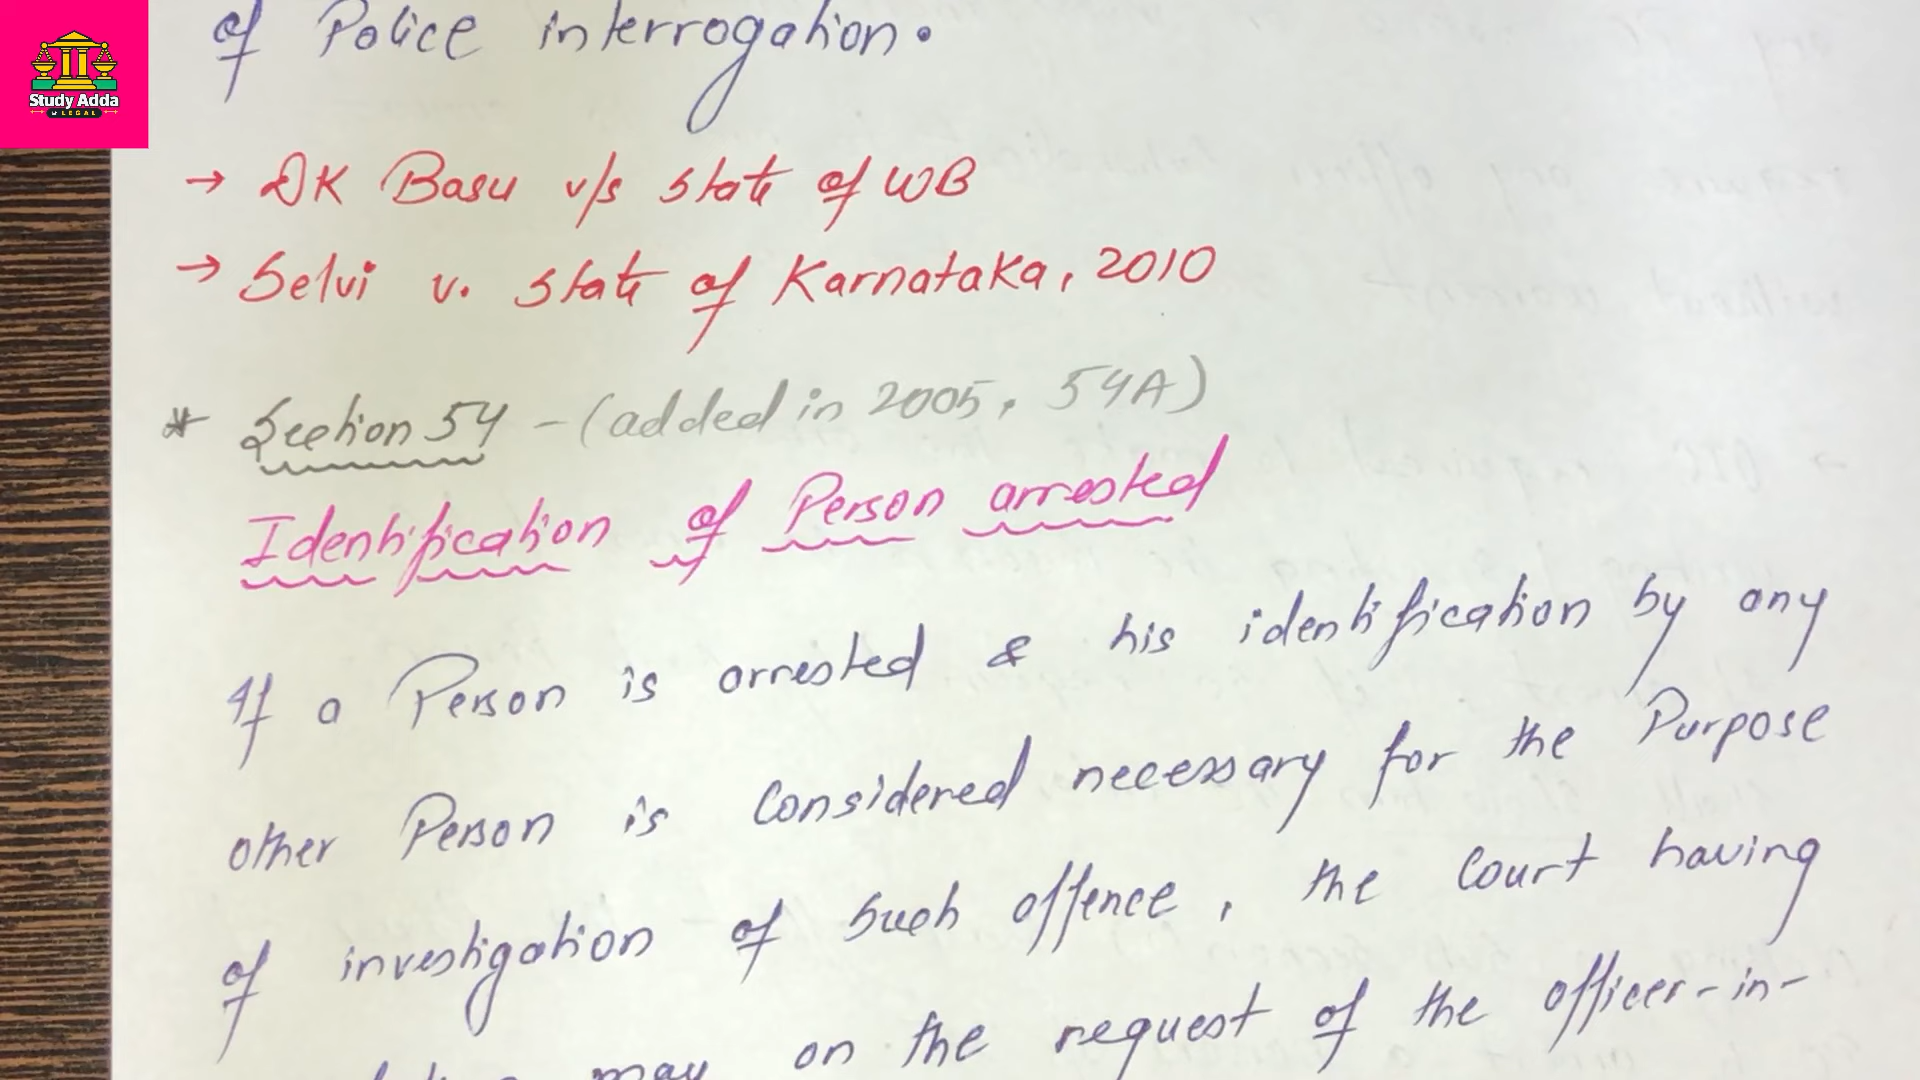 Study Adda
LEGAL
of Police interrogation.
→ DK Basu v/s State of WB
→ Selvi v. State of Karnataka, 2010
* Section 54 - (added in 2005, 54A)
Identification of Person arrested
If a Person is arrested & his identification by any
other Person is Considered necessary for the Purpose
of investigation of Such offence, the Court having
may on the request of the officer-in-